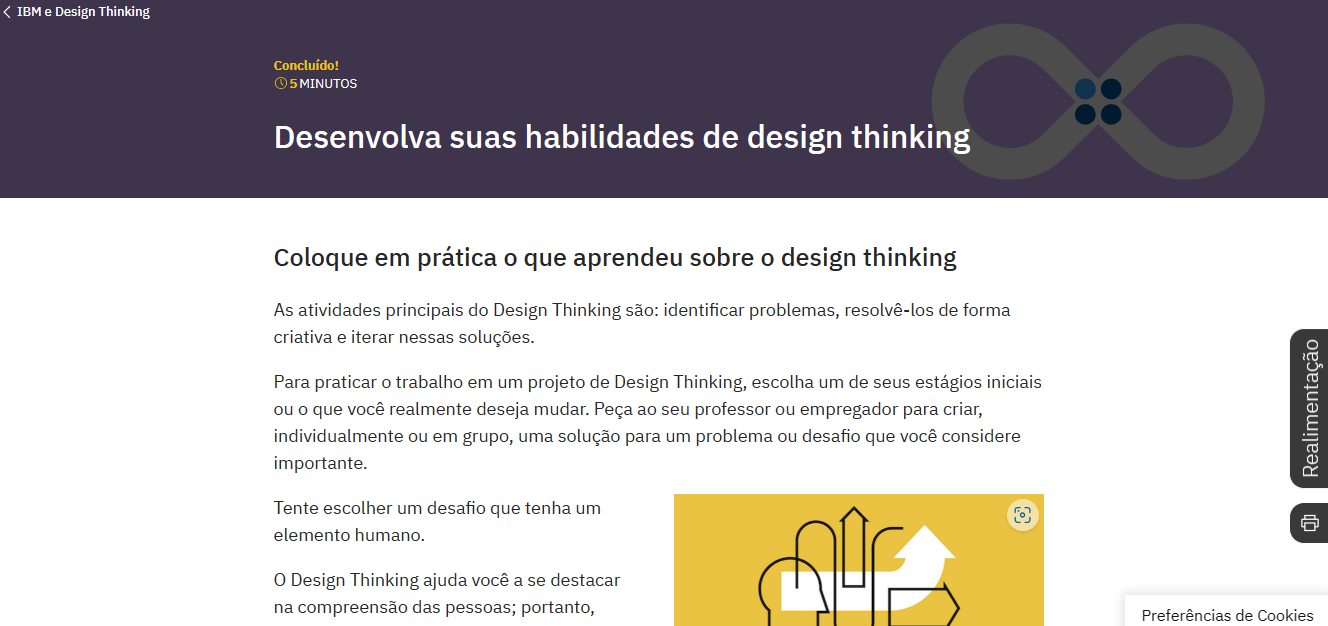 IBM e Design Thinking
Concluído!
5 MINUTOS
Desenvolva suas habilidades de design thinking
Coloque em prática o que aprendeu sobre o design thinking
As atividades principais do Design Thinking são: identificar problemas, resolvê-los de forma
criativa e iterar nessas soluções.
Para praticar o trabalho em um projeto de Design Thinking, escolha um de seus estágios iniciais
ou o que você realmente deseja mudar. Peça ao seu professor ou empregador para criar,
individualmente ou em grupo, uma solução para um problema ou desafio que você considere
importante.
Tente escolher um desafio que tenha um
elemento humano.
O Design Thinking ajuda você a se destacar
na compreensão das pessoas; portanto,
Realimentação
Preferências de Cookies